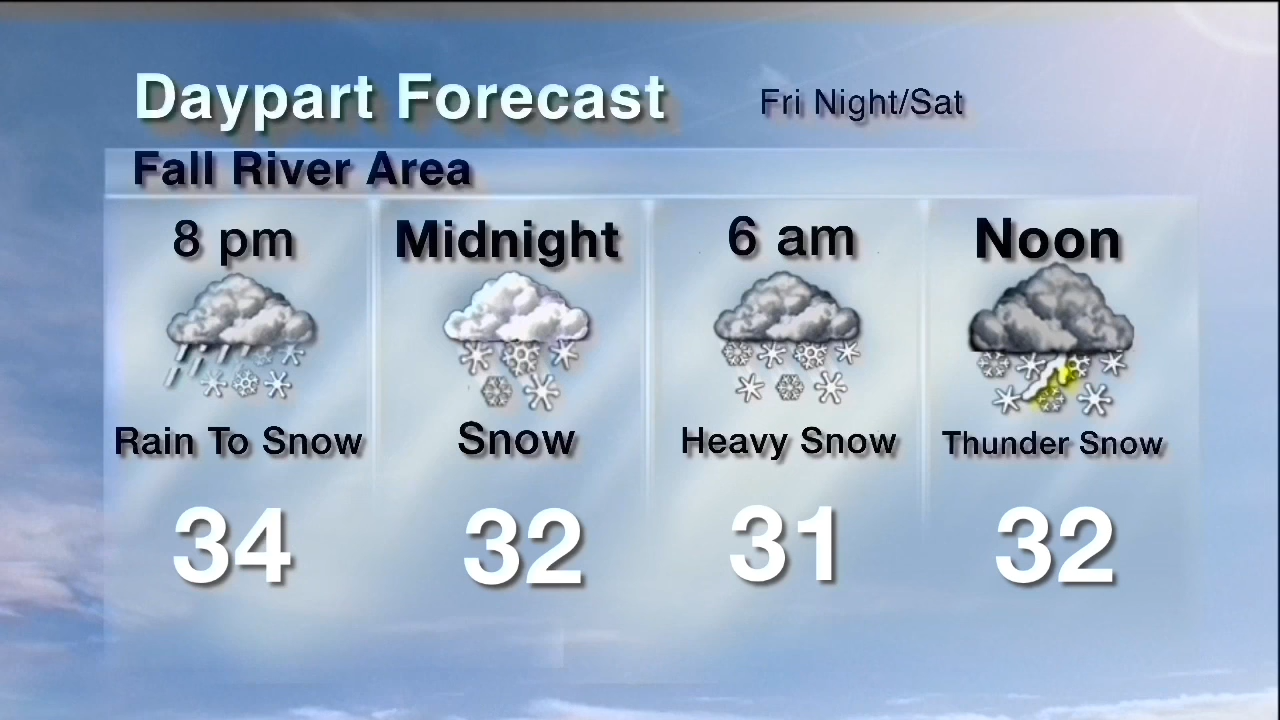 Daypart Forecast
Fri Night/Sat
Fall River Area
8 pm
Midnight
6 am
Noon
Rain To Snow
Snow
Heavy Snow
Thunder Snow
34
32
31
32